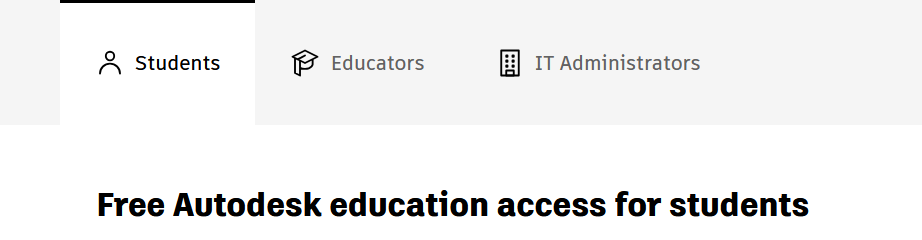 Students Educators IT Administrators
Free Autodesk education access for students